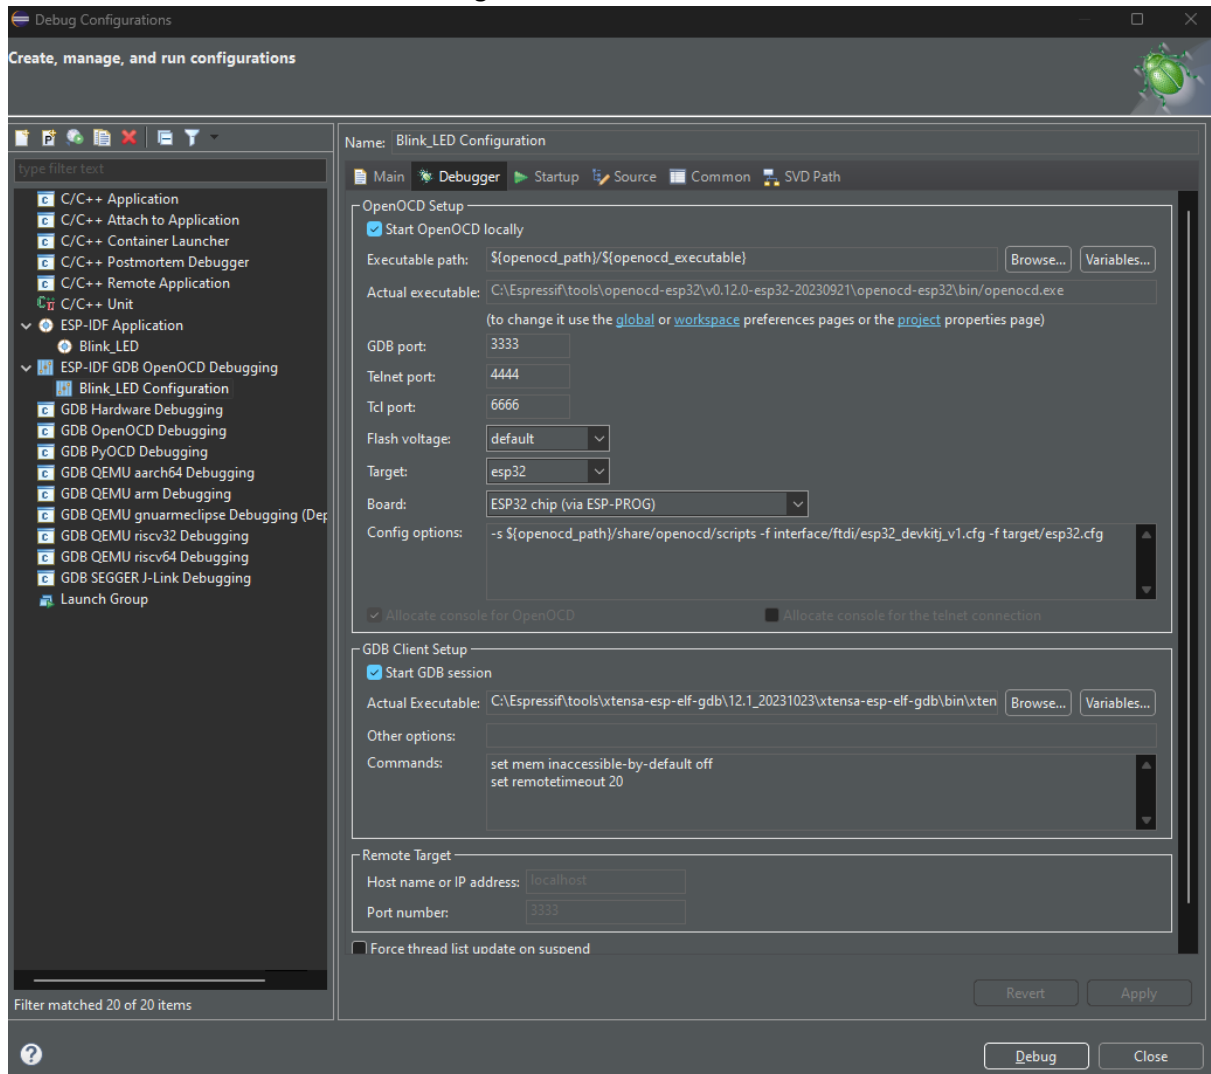 Debug Configurations
Create, manage, and run configurations
type filter text
C/C++ Application
C/C++ Attach to Application
C/C++ Container Launcher
C/C++ Postmortem Debugger
C/C++ Remote Application
C/C++ Unit
ESP-IDF Application
Blink_LED
ESP-IDF GDB OpenOCD Debugging
Blink_LED Configuration
GDB Hardware Debugging
GDB OpenOCD Debugging
GDB PyOCD Debugging
GDB QEMU aarch64 Debugging
GDB QEMU arm Debugging
GDB QEMU gnuarmeclipse Debugging (Dep
GDB QEMU riscv32 Debugging
GDB QEMU riscv64 Debugging
GDB SEGGER J-Link Debugging
Launch Group
Filter matched 20 of 20 items
Name: Blink_LED Configuration
Main Debugger Startup Source Common SVD Path
OpenOCD Setup
Start OpenOCD locally
Executable path: ${openocd_path}/${openocd_executable} Browse... Variables...
Actual executable: C:\Espressif\tools\openocd-esp32\v0.12.0-esp32-20230921\openocd-esp32\bin/openocd.exe
(to change it use the global or workspace preferences pages or the project properties page)
GDB port: 3333
Telnet port: 4444
Tcl port: 6666
Flash voltage: default
Target: esp32
Board: ESP32 chip (via ESP-PROG)
Config options: -s ${openocd_path}/share/openocd/scripts -f interface/ftdi/esp32_devkitj_v1.cfg -f target/esp32.cfg
Allocate console for OpenOCD Allocate console for the telnet connection
GDB Client Setup
Start GDB session
Actual Executable: C:\Espressif\tools\xtensa-esp-elf-gdb\12.1_20231023\xtensa-esp-elf-gdb\bin\xten Browse... Variables...
Other options:
Commands: set mem inaccessible-by-default off
set remotetimeout 20
Remote Target
Host name or IP address: localhost
Port number: 3333
Force thread list update on suspend
Revert Apply
Debug Close